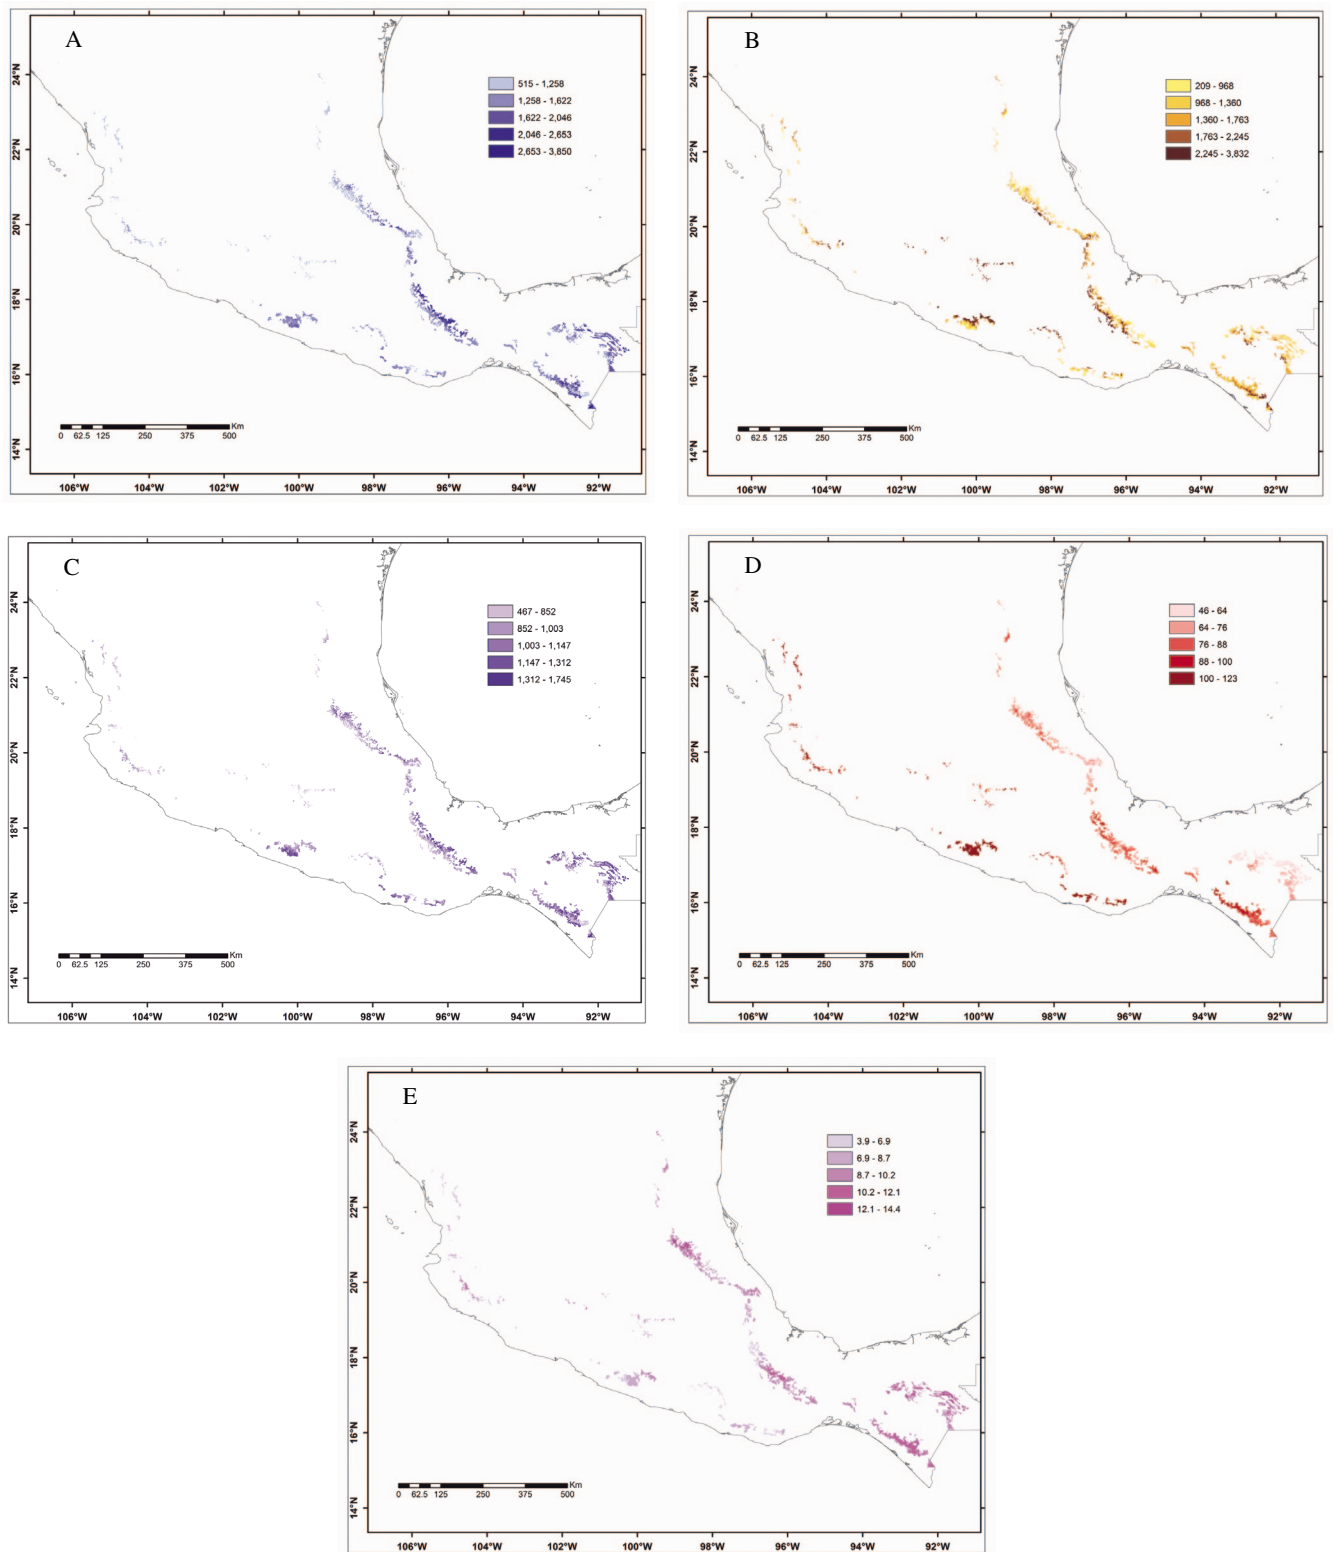 A
515 - 1,258
1,258 - 1,622
1,622 - 2,046
2,046 - 2,653
2,653 - 3,850
24°N
22°N
20°N
18°N
16°N
14°N
Km
0 62.5 125 250 375 500
106°W 104°W 102°W 100°W 98°W 96°W 94°W 92°W
B
209 - 968
968 - 1,360
1,360 - 1,763
1,763 - 2,245
2,245 - 3,832
24°N
22°N
20°N
18°N
16°N
14°N
Km
0 62.5 125 250 375 500
106°W 104°W 102°W 100°W 98°W 96°W 94°W 92°W
C
467 - 852
852 - 1,003
1,003 - 1,147
1,147 - 1,312
1,312 - 1,745
24°N
22°N
20°N
18°N
16°N
14°N
Km
0 62.5 125 250 375 500
106°W 104°W 102°W 100°W 98°W 96°W 94°W 92°W
D
46 - 64
64 - 76
76 - 88
88 - 100
100 - 123
24°N
22°N
20°N
18°N
16°N
14°N
Km
0 62.5 125 250 375 500
106°W 104°W 102°W 100°W 98°W 96°W 94°W 92°W
E
3.9 - 6.9
6.9 - 8.7
8.7 - 10.2
10.2 - 12.1
12.1 - 14.4
24°N
22°N
20°N
18°N
16°N
14°N
Km
0 62.5 125 250 375 500
106°W 104°W 102°W 100°W 98°W 96°W 94°W 92°W